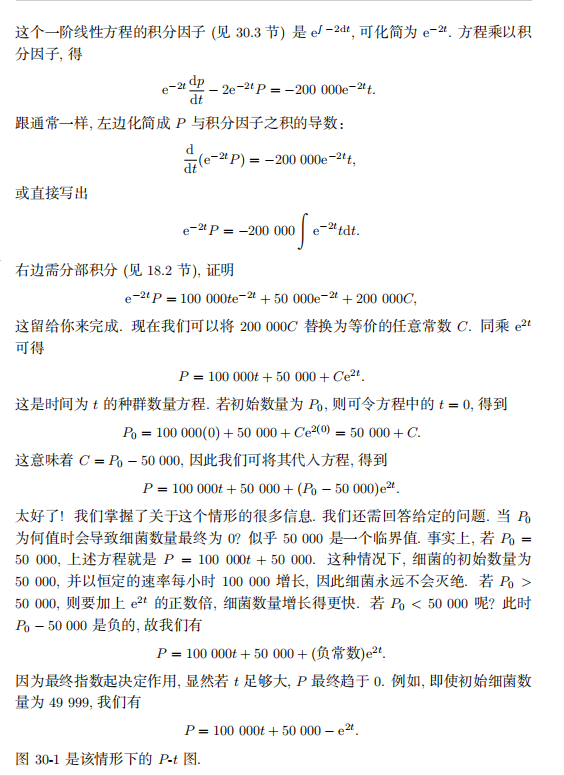 这个一阶线性方程的积分因子 (见 30.3 节) 是 e^{∫ −2dt}, 可化简为 e^{−2t}. 方程乘以积
分因子, 得
e^{−2t} dp/dt − 2e^{−2t}P = −200 000e^{−2t}t.
跟通常一样, 左边化简成 P 与积分因子之积的导数:
d/dt (e^{−2t}P) = −200 000e^{−2t}t,
或直接写出
e^{−2t}P = −200 000 ∫ e^{−2t}tdt.
右边需分部积分 (见 18.2 节), 证明
e^{−2t}P = 100 000te^{−2t} + 50 000e^{−2t} + 200 000C,
这留给你来完成. 现在我们可以将 200 000C 替换为等价的任意常数 C. 同乘 e^{2t}
可得
P = 100 000t + 50 000 + Ce^{2t}.
这是时间为 t 的种群数量方程. 若初始数量为 P₀, 则可令方程中的 t = 0, 得到
P₀ = 100 000(0) + 50 000 + Ce^{2(0)} = 50 000 + C.
这意味着 C = P₀ − 50 000, 因此我们可将其代入方程, 得到
P = 100 000t + 50 000 + (P₀ − 50 000)e^{2t}.
太好了! 我们掌握了关于这个情形的很多信息. 我们还需回答给定的问题. 当 P₀
为何值时会导致细菌数量最终为 0? 似乎 50 000 是一个临界值. 事实上, 若 P₀ =
50 000, 上述方程就是 P = 100 000t + 50 000. 这种情况下, 细菌的初始数量为
50 000, 并以恒定的速率每小时 100 000 增长, 因此细菌永远不会灭绝. 若 P₀ >
50 000, 则要加上 e^{2t} 的正数倍, 细菌数量增长得更快. 若 P₀ < 50 000 呢? 此时
P₀ − 50 000 是负的, 故我们有
P = 100 000t + 50 000 + (负常数)e^{2t}.
因为最终指数起决定作用, 显然若 t 足够大, P 最终趋于 0. 例如, 即使初始细菌数
量为 49 999, 我们有
P = 100 000t + 50 000 − e^{2t}.
图 30-1 是该情形下的 P-t 图.